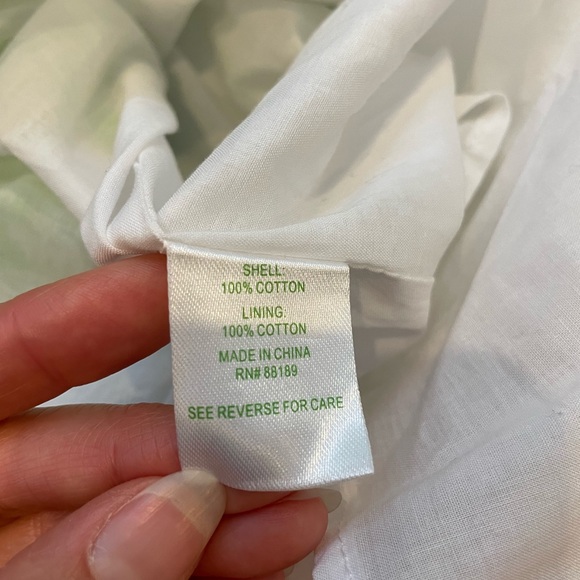 SHELL:
100% COTTON
LINING:
100% COTTON
MADE IN CHINA
RN# 88189
SEE REVERSE FOR CARE